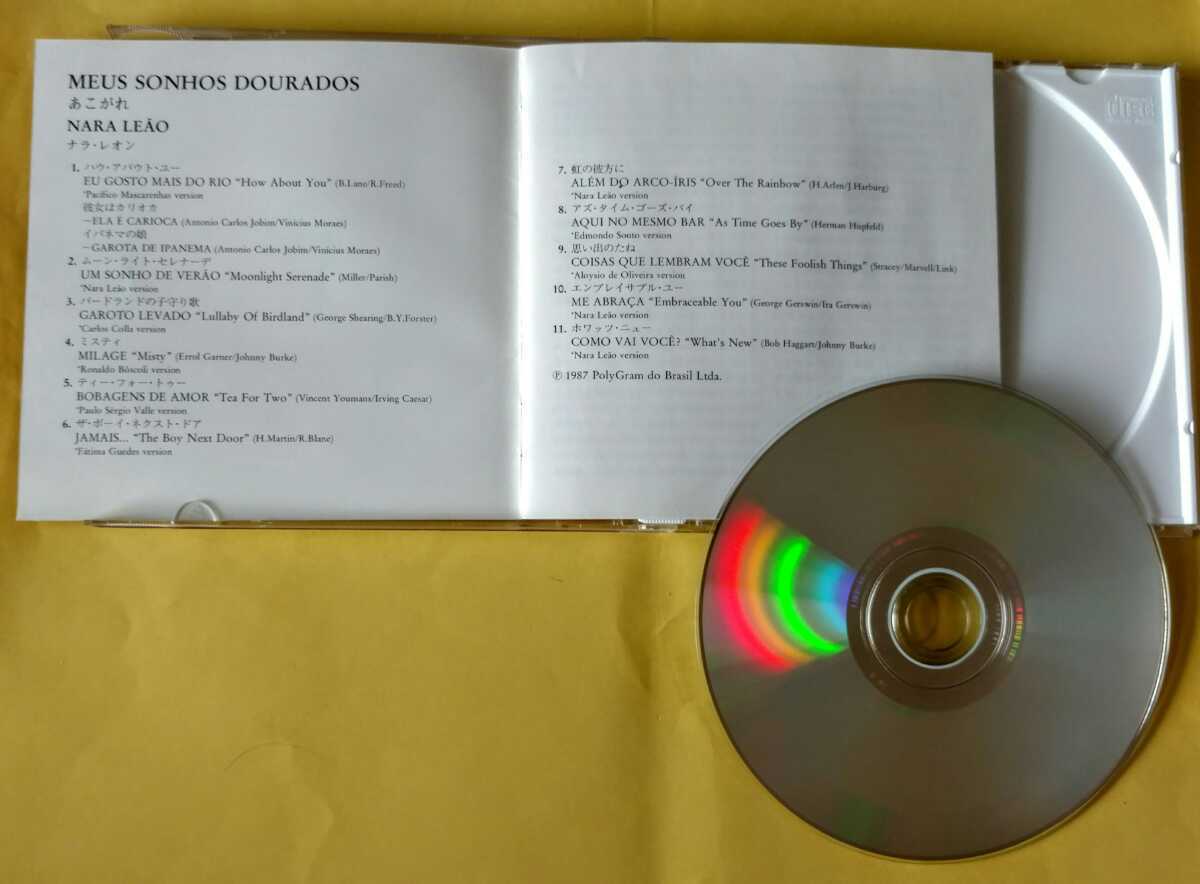 MEUS SONHOS DOURADOS
あこがれ
NARA LEÃO
ナラ・レオン
1. ハウ・アバウト・ユー
EU GOSTO MAIS DO RIO “How About You” (B.Lane/R.Freed)
*Pacífico Mascarenhas version
彼女はカリオカ
–ELA E CARIOCA (Antonio Carlos Jobim/Vinícius Moraes)
イパネマの娘
–GAROTA DE IPANEMA (Antonio Carlos Jobim/Vinícius Moraes)
2. ムーン・ライト・セレナーデ
UM SONHO DE VERÃO “Moonlight Serenade” (Miller/Parish)
*Nara Leão version
3. バードランドの子守り歌
GAROTO LEVADO “Lullaby Of Birdland” (George Shearing/B.Y.Forster)
*Carlos Colla version
4. ミスティ
MILAGE “Misty” (Errol Garner/Johnny Burke)
*Ronaldo Bôscoli version
5. ティー・フォー・トゥー
BOBAGENS DE AMOR “Tea For Two” (Vincent Youmans/Irving Caesar)
*Paulo Sérgio Valle version
6. ザ・ボーイ・ネクスト・ドア
JAMAIS... “The Boy Next Door” (H.Martin/R.Blane)
*Fátima Guedes version
7. 虹の彼方に
ALÉM DO ARCO-ÍRIS “Over The Rainbow” (H.Arlen/J.Harburg)
*Nara Leão version
8. アズ・タイム・ゴーズ・バイ
AQUI NO MESMO BAR “As Time Goes By” (Herman Hupfeld)
*Edmondo Souto version
9. 思い出のたね
COISAS QUE LEMBRAM VOCÊ “These Foolish Things” (Stracey/Marvell/Link)
*Aloysio de Oliveira version
10. エンブレイサブル・ユー
ME ABRAÇA “Embraceable You” (George Gerswin/Ira Gerswin)
*Nara Leão version
11. ホワッツ・ニュー
COMO VAI VOCÊ? “What's New” (Bob Haggart/Johnny Burke)
*Nara Leão version
Ⓟ 1987 PolyGram do Brasil Ltda.
disc